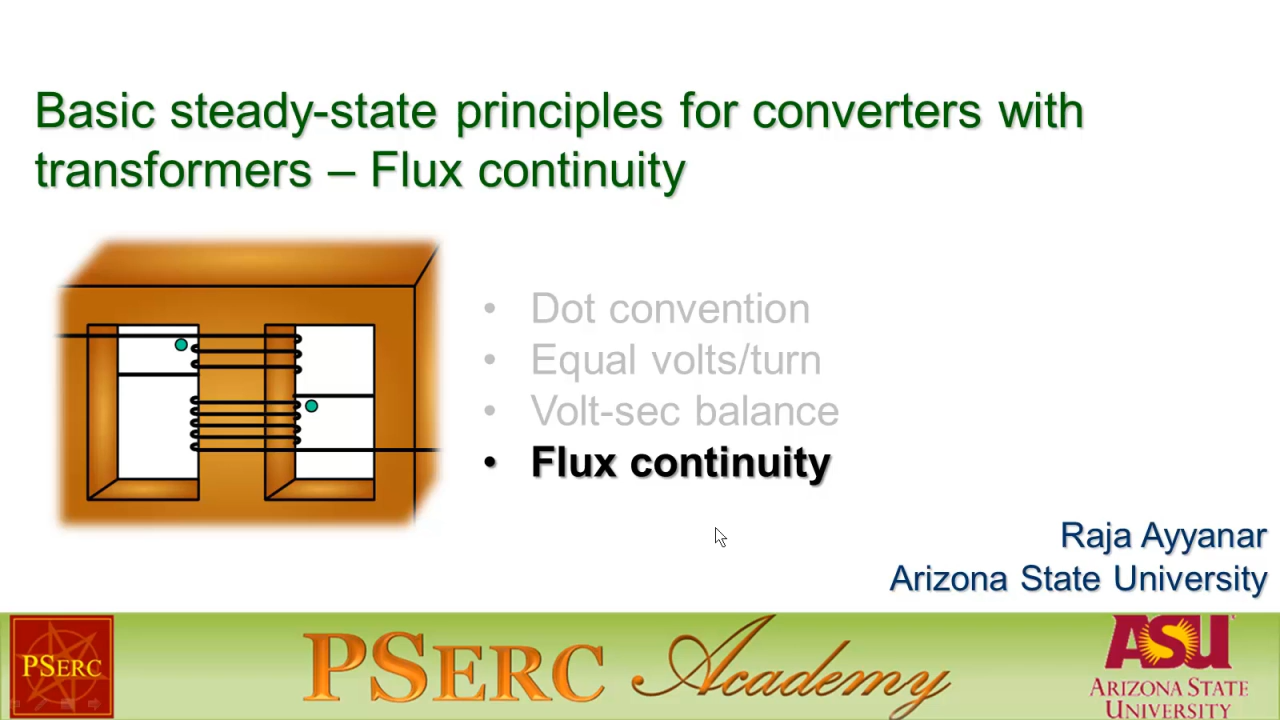 Basic steady-state principles for converters with
transformers – Flux continuity
• Dot convention
• Equal volts/turn
• Volt-sec balance
• Flux continuity
Raja Ayyanar
Arizona State University
PSERC
PSERC Academy
ASU
ARIZONA STATE
UNIVERSITY